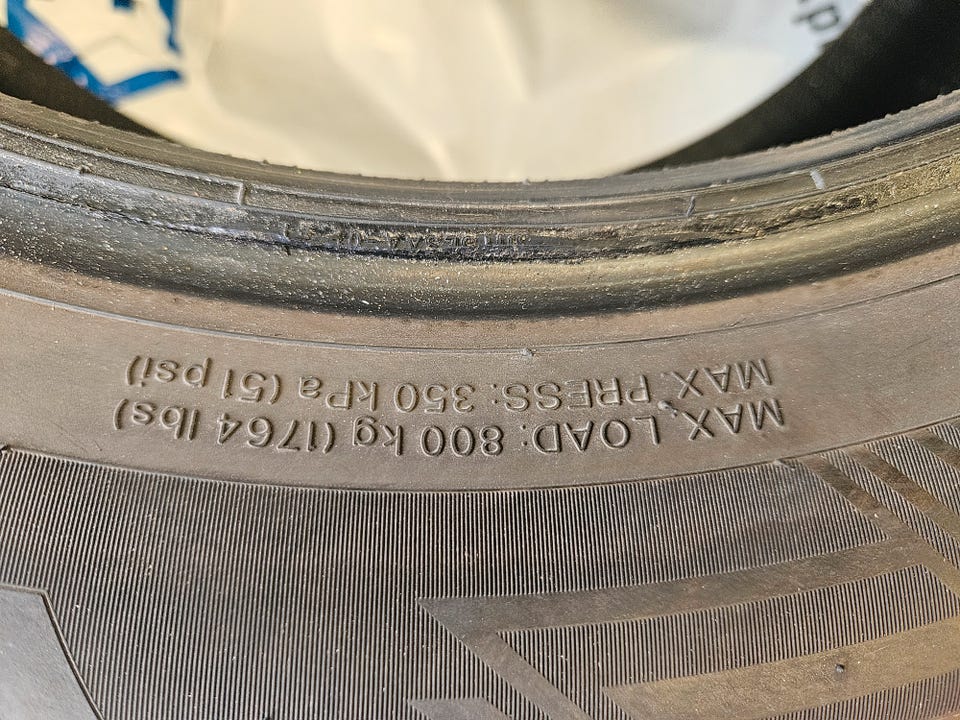 MAX. LOAD: 800 kg (1764 lbs)
MAX. PRESS: 350 kPa (51 psi)